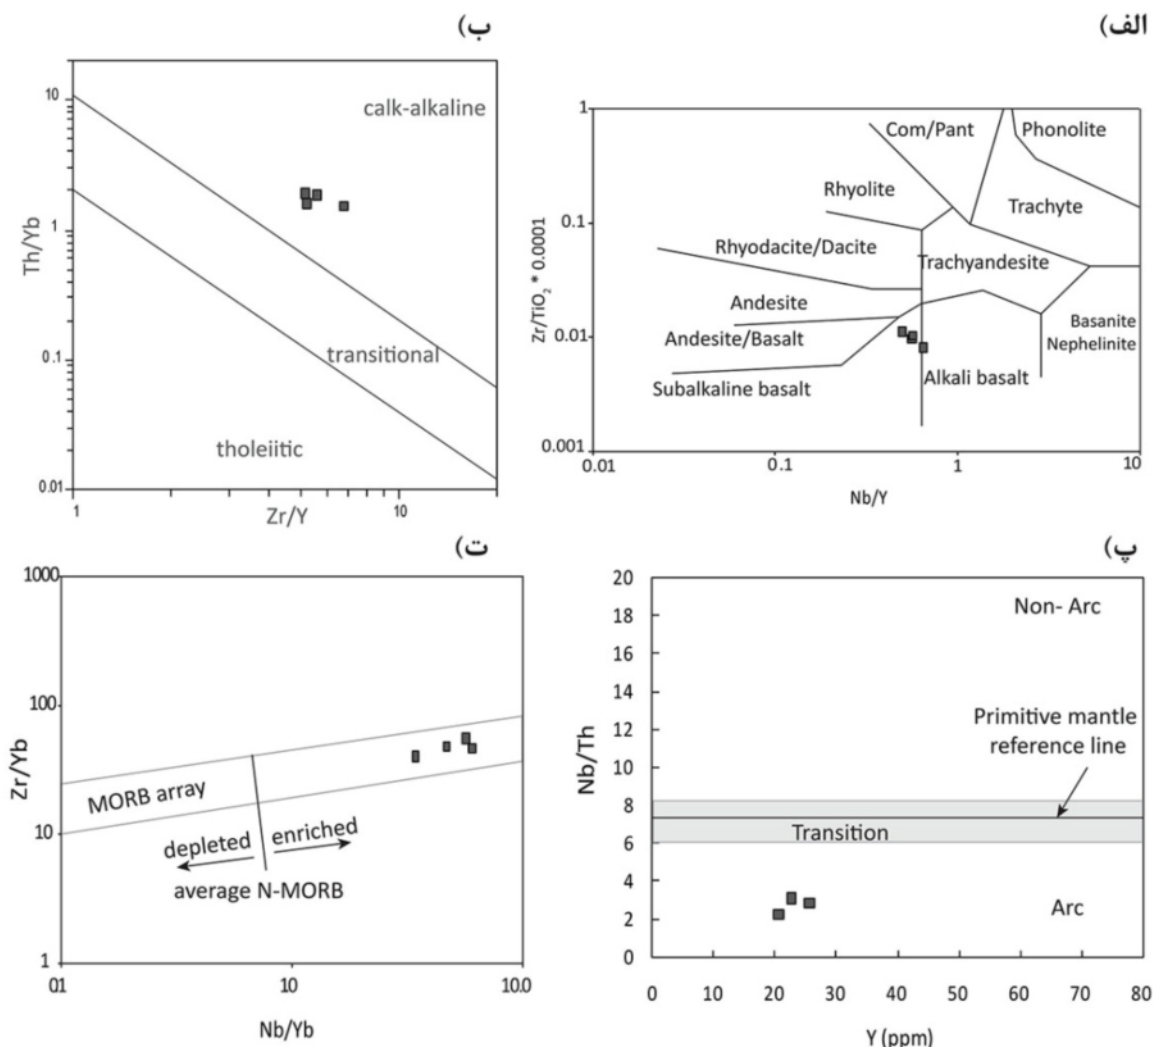 ب)
10
1
0.1
0.01
Th/Yb
calk-alkaline
transitional
tholeiitic
1
10
Zr/Y
الف)
1
0.1
0.01
0.001
Zr/TiO₂ * 0.0001
Com/Pant
Phonolite
Rhyolite
Trachyte
Rhyodacite/Dacite
Trachyandesite
Andesite
Andesite/Basalt
Basanite
Nephelinite
Subalkaline basalt
Alkali basalt
0.01
0.1
1
10
Nb/Y
ت)
1000
100
10
1
Zr/Yb
MORB array
depleted
enriched
average N-MORB
01
10
10.0
Nb/Yb
پ)
20
18
16
14
12
10
8
6
4
2
0
Nb/Th
Non- Arc
Primitive mantle
reference line
Transition
Arc
0
10
20
30
40
50
60
70
80
Y (ppm)